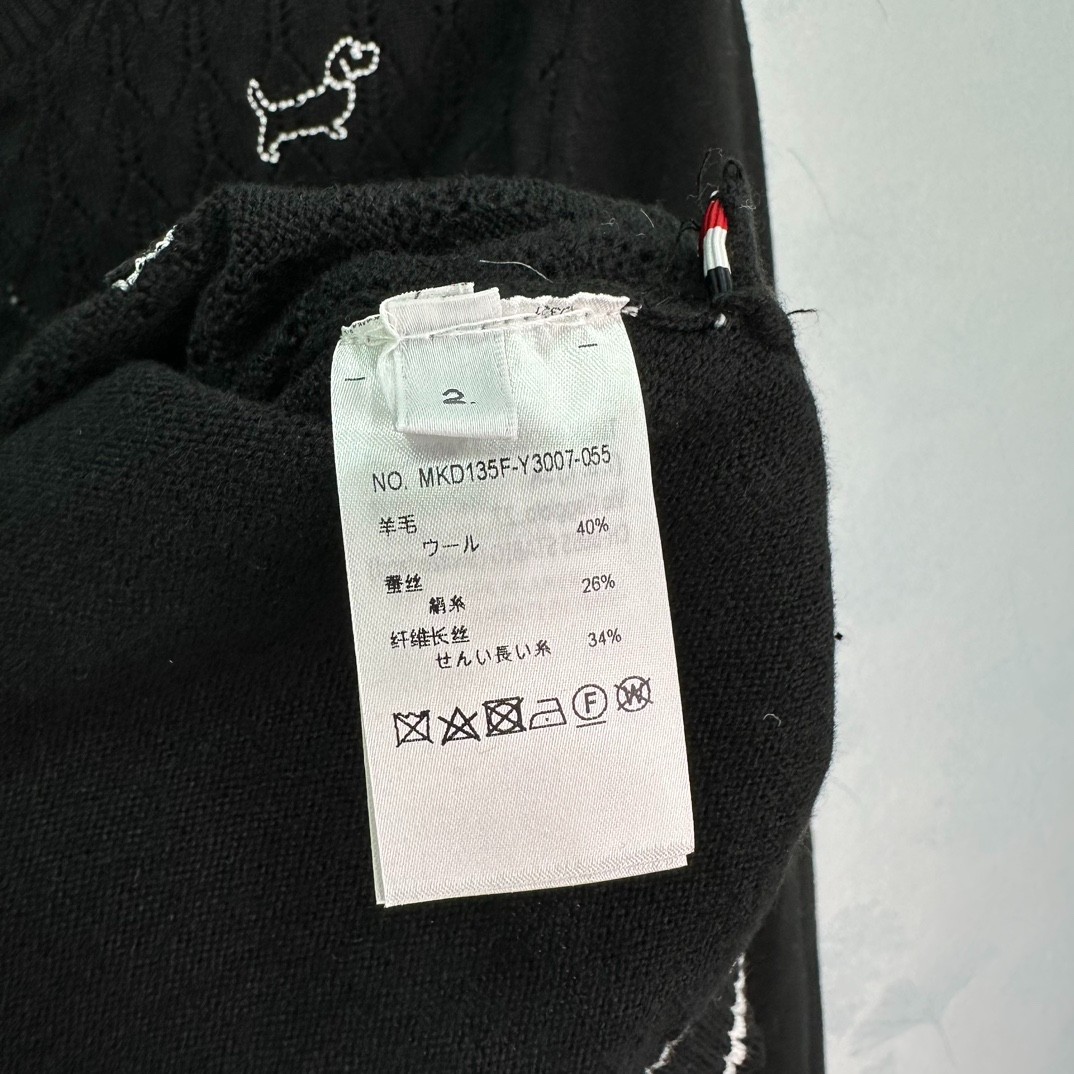 2.
NO. MKD135F-Y3007-055
羊毛 40%
ウール
蚕丝 26%
絹糸
纤维长丝 34%
せんい長い糸
F
W